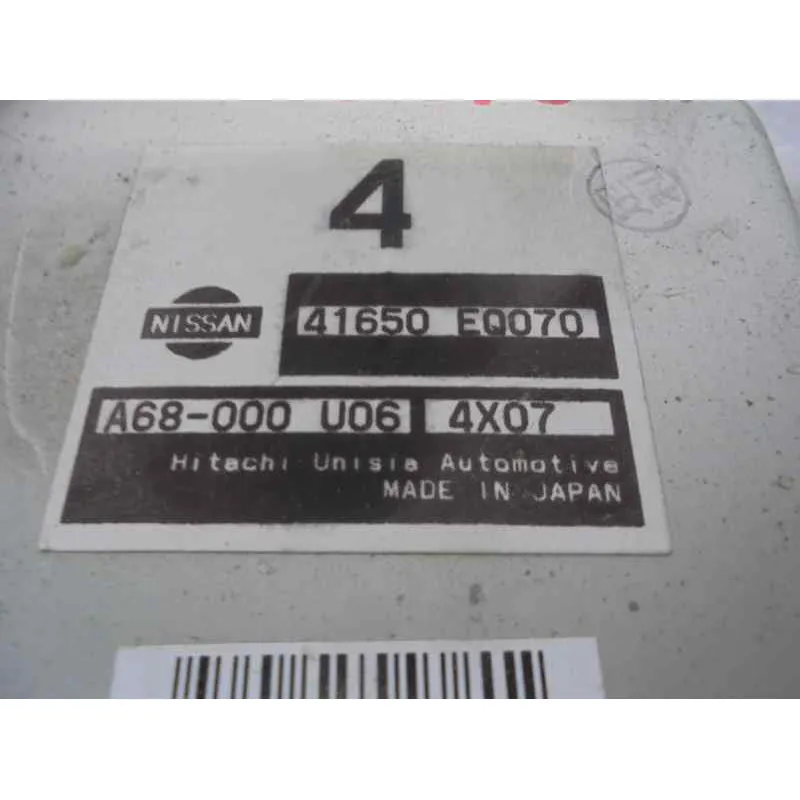 4
NISSAN
41650 EQ070
A68-000 U06 4X07
Hitachi Unisia Automotive
MADE IN JAPAN